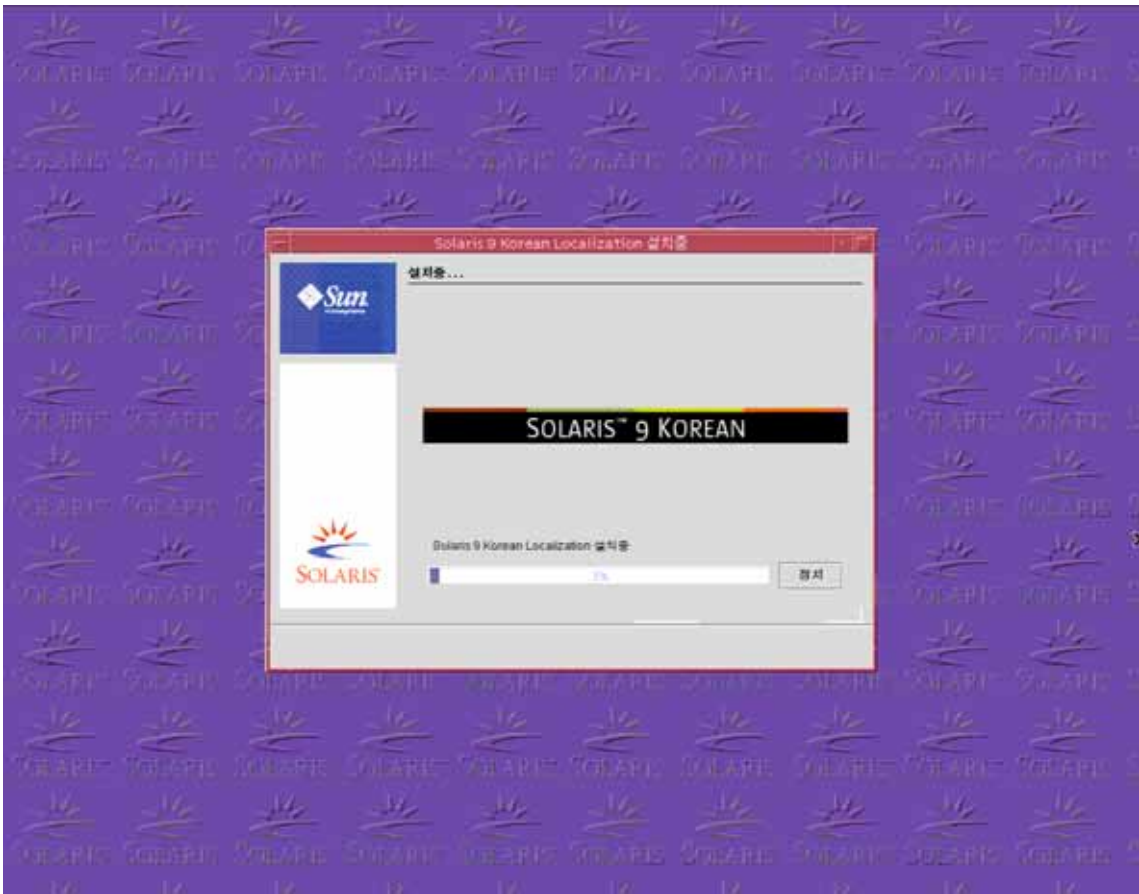 Solaris 9 Korean Localization 설치중
설치중...
Sun
SOLARIS™ 9 KOREAN
Solaris 9 Korean Localization 설치중
정지
SOLARIS